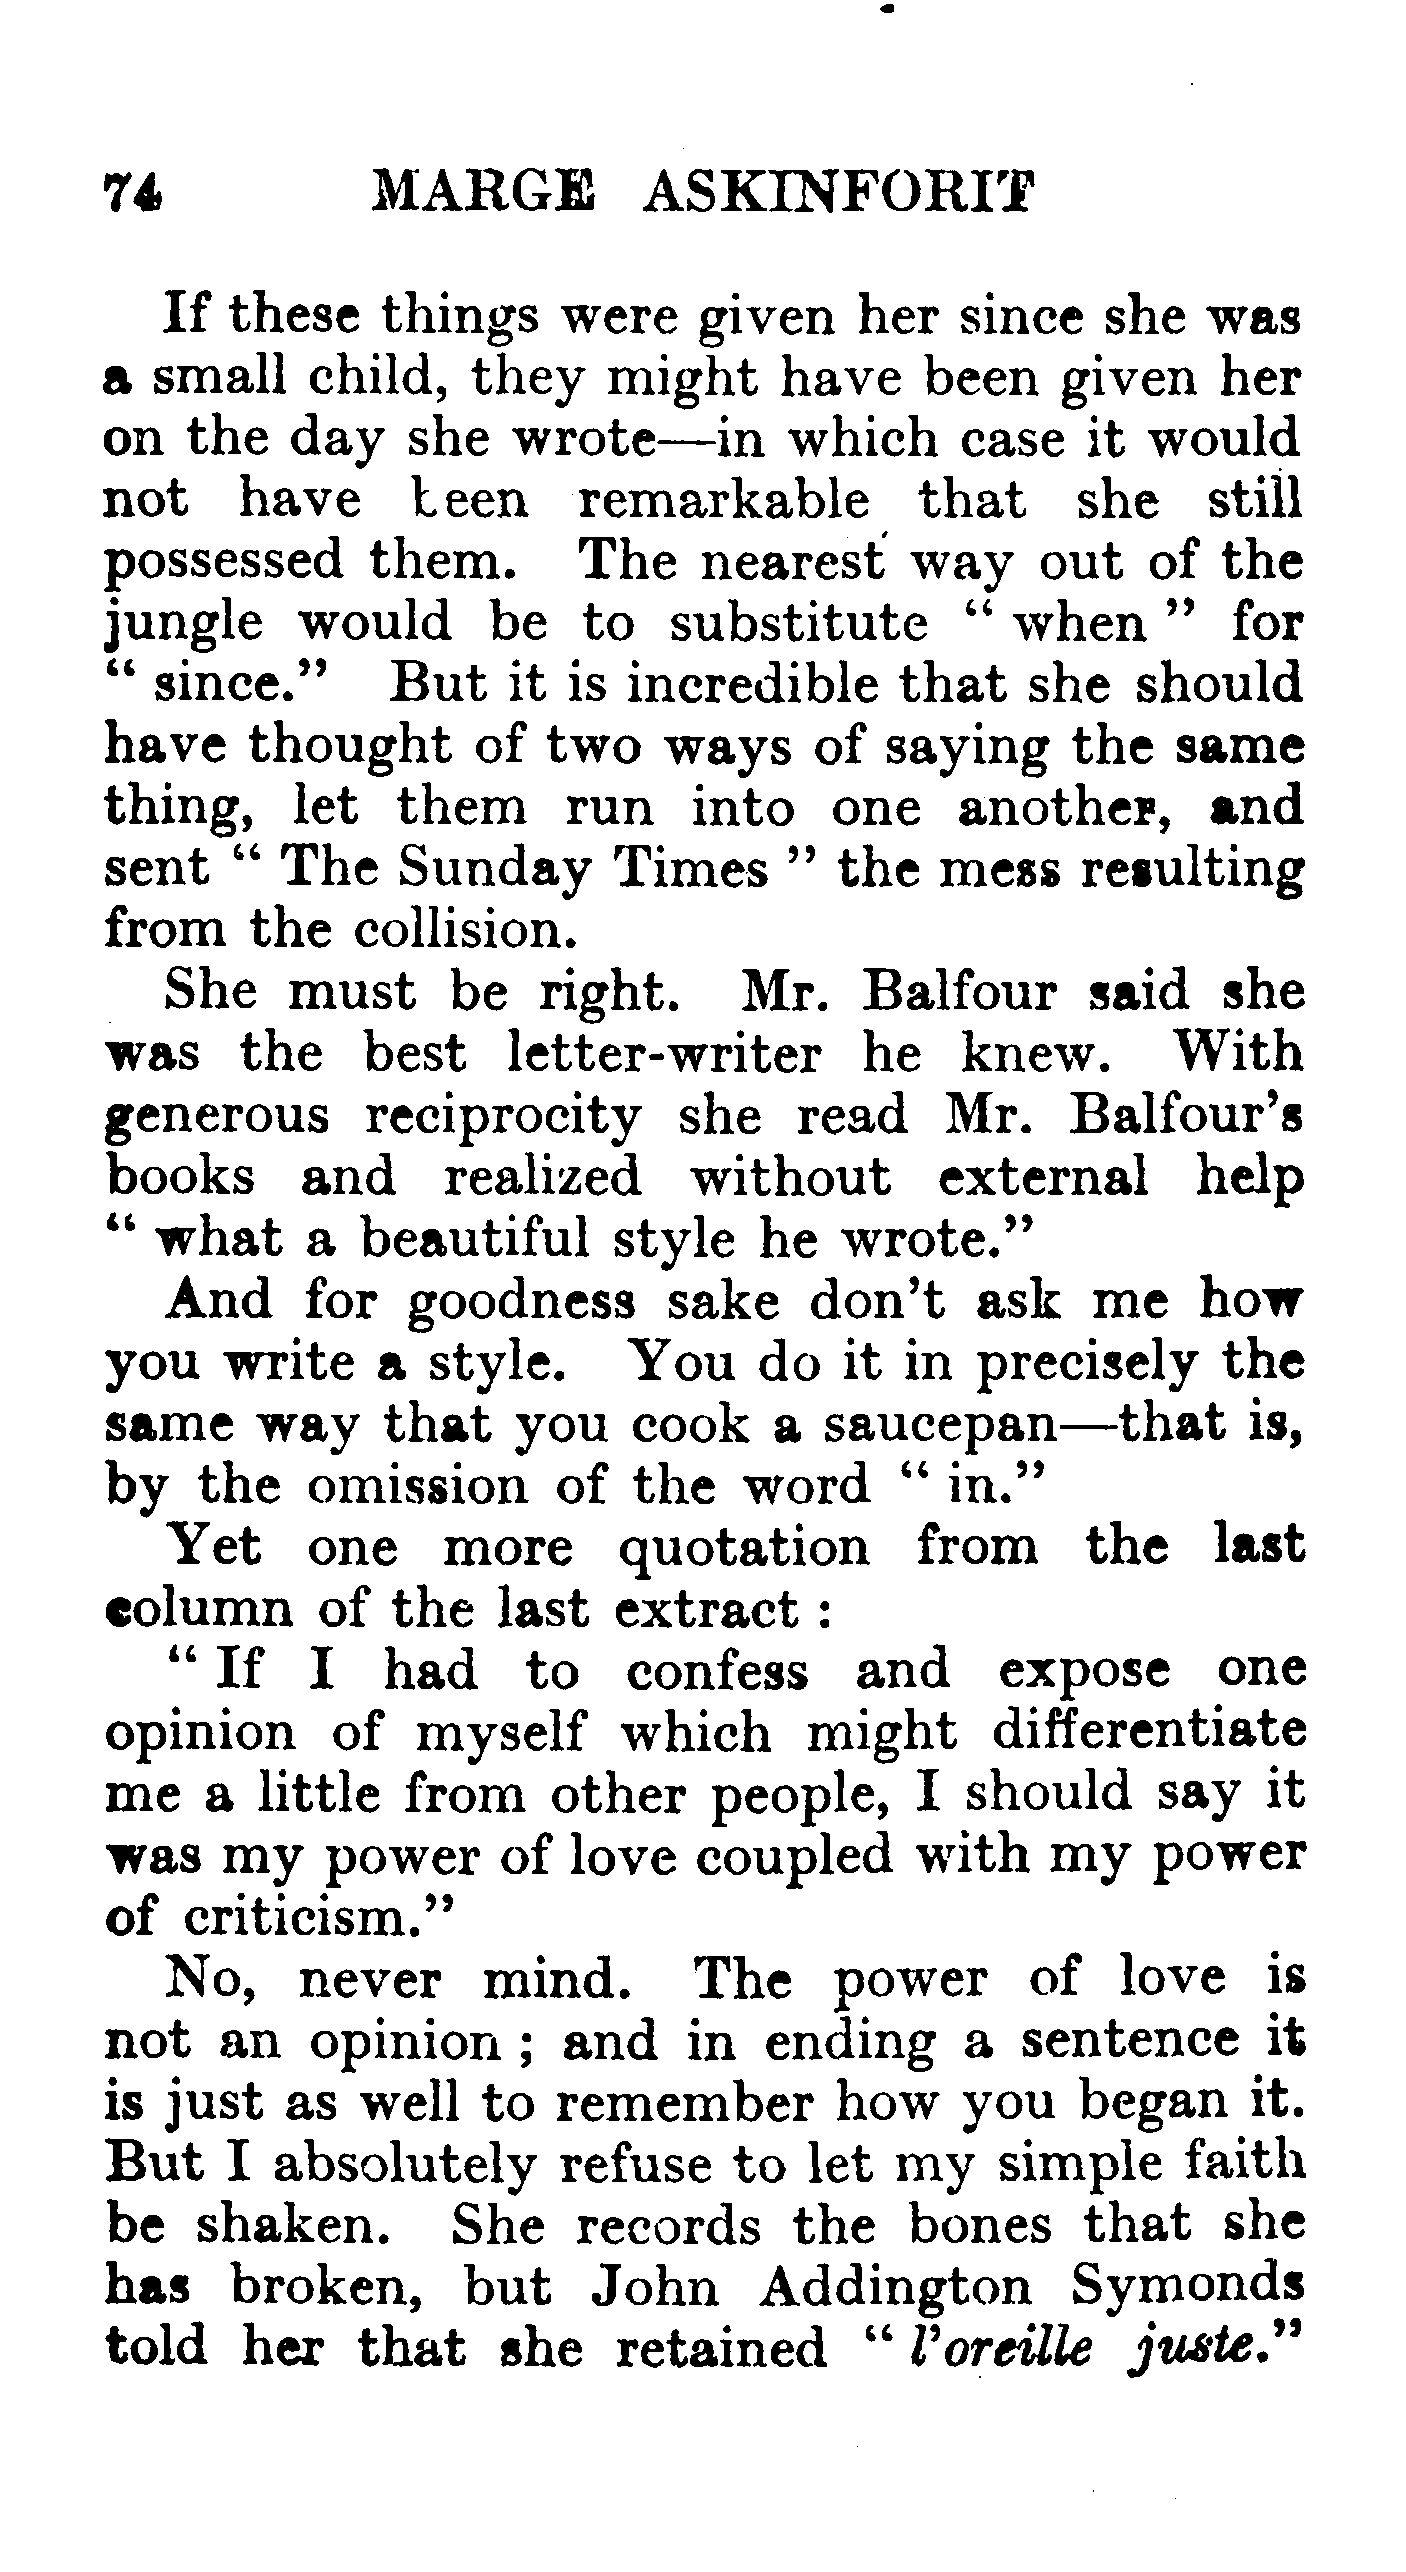 74 MARGE ASKINFORIT
If these things were given her since she was
a small child, they might have been given her
on the day she wrote—in which case it would
not have been remarkable that she still
possessed them. The nearest way out of the
jungle would be to substitute “ when ” for
“ since.” But it is incredible that she should
have thought of two ways of saying the same
thing, let them run into one another, and
sent “ The Sunday Times ” the mess resulting
from the collision.
She must be right. Mr. Balfour said she
was the best letter-writer he knew. With
generous reciprocity she read Mr. Balfour’s
books and realized without external help
“ what a beautiful style he wrote.”
And for goodness sake don’t ask me how
you write a style. You do it in precisely the
same way that you cook a saucepan—that is,
by the omission of the word “ in.”
Yet one more quotation from the last
column of the last extract :
“ If I had to confess and expose one
opinion of myself which might differentiate
me a little from other people, I should say it
was my power of love coupled with my power
of criticism.”
No, never mind. The power of love is
not an opinion ; and in ending a sentence it
is just as well to remember how you began it.
But I absolutely refuse to let my simple faith
be shaken. She records the bones that she
has broken, but John Addington Symonds
told her that she retained “ l’oreille juste.”